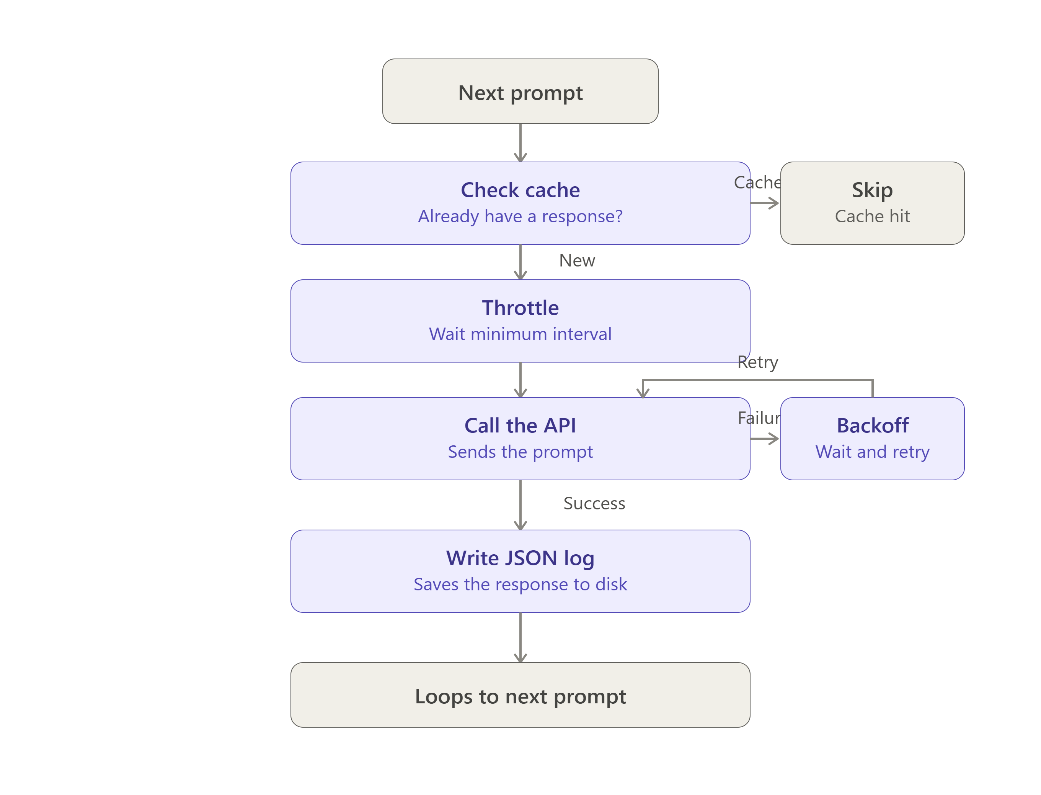 Next prompt
Check cache
Already have a response?
Cache
Skip
Cache hit
New
Throttle
Wait minimum interval
Retry
Call the API
Sends the prompt
Failur
Backoff
Wait and retry
Success
Write JSON log
Saves the response to disk
Loops to next prompt